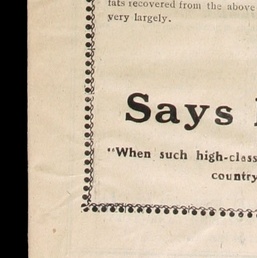 fats recovered from the above
very largely.
Says
"When such high-class
country